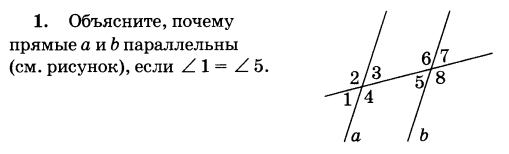 1. Объясните, почему
прямые a и b параллельны
(см. рисунок), если ∠1 = ∠5.
2 3
1 4
6 7
5 8
a b